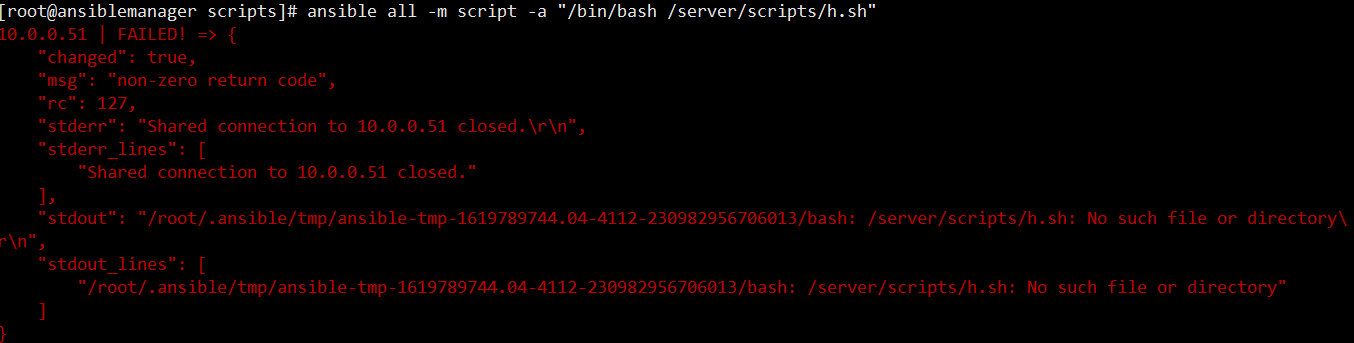 [root@ansiblemanager scripts]# ansible all -m script -a "/bin/bash /server/scripts/h.sh"
10.0.0.51 | FAILED! => {
    "changed": true,
    "msg": "non-zero return code",
    "rc": 127,
    "stderr": "Shared connection to 10.0.0.51 closed.\r\n",
    "stderr_lines": [
        "Shared connection to 10.0.0.51 closed."
    ],
    "stdout": "/root/.ansible/tmp/ansible-tmp-1619789744.04-4112-230982956706013/bash: /server/scripts/h.sh: No such file or directory\
r\n",
    "stdout_lines": [
        "/root/.ansible/tmp/ansible-tmp-1619789744.04-4112-230982956706013/bash: /server/scripts/h.sh: No such file or directory"
    ]
}